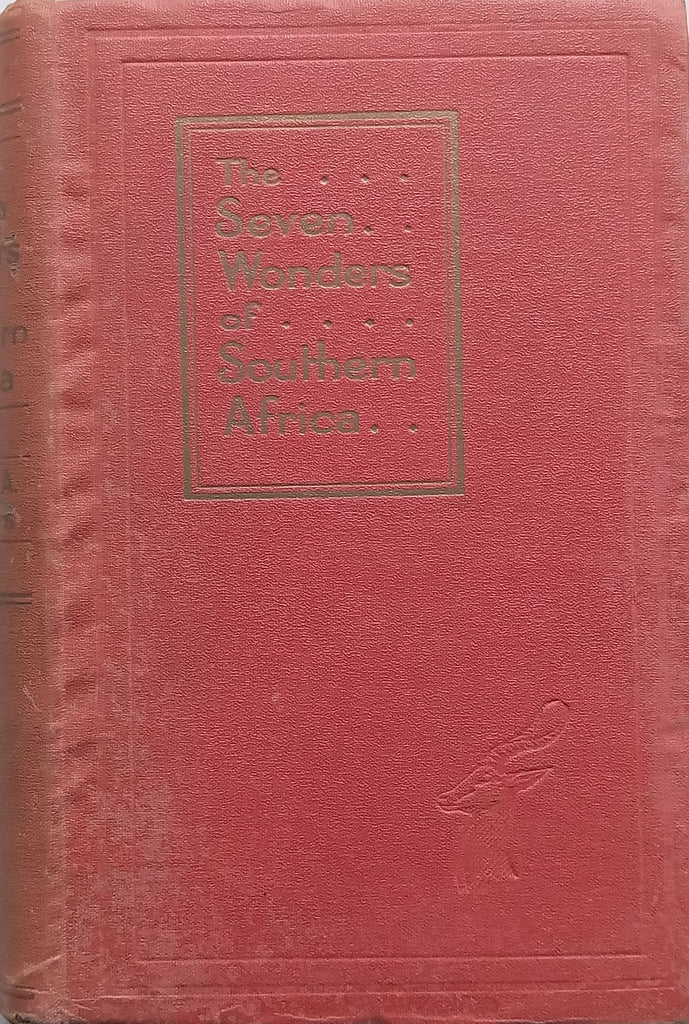 The . . .
Seven . .
Wonders
of . . . .
Southern
Africa . .